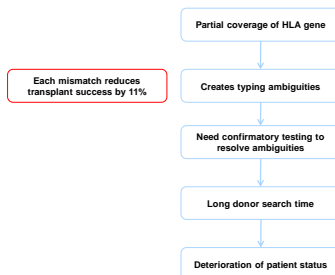 Partial coverage of HLA gene
Each mismatch reduces
transplant success by 11%
Creates typing ambiguities
Need confirmatory testing to
resolve ambiguities
Long donor search time
Deterioration of patient status